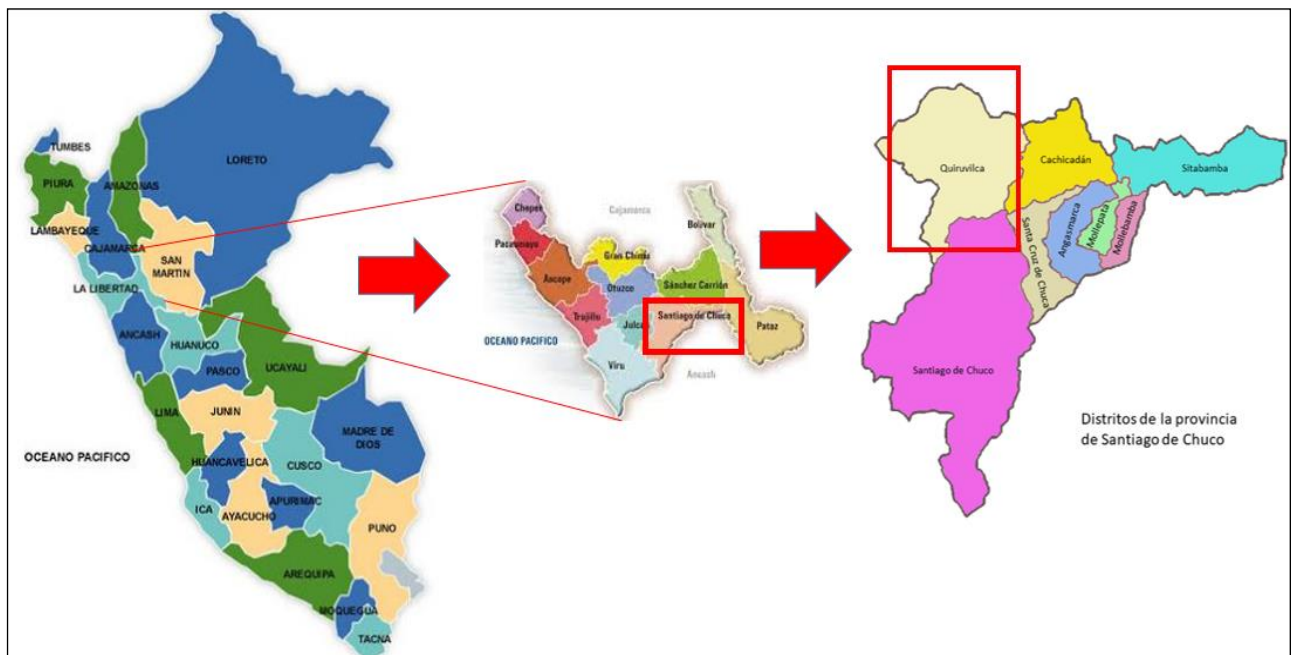 TUMBES
LORETO
PIURA
AMAZONAS
LAMBAYEQUE
CAJAMARCA
SAN
MARTIN
LA LIBERTAD
ANCASH
HUANUCO
PASCO
UCAYALI
LIMA
JUNIN
MADRE DE
DIOS
OCEANO PACIFICO
HUANCAVELICA
CUSCO
ICA
APURIMAC
AYACUCHO
PUNO
AREQUIPA
MOQUEGUA
TACNA
Chepen
Cajamarca
Bolivar
Pacasmayo
Gran Chimu
Ascope
Otuzco
Sánchez Carrión
Trujillo
Julcan
Santiago de Chuco
Pataz
OCEANO PACIFICO
Viru
Ancash
Quiruvilca
Cachicadán
Sitabamba
Santa Cruz de Chuca
Angasmarca
Mollepata
Mollebamba
Santiago de Chuco
Distritos de la provincia
de Santiago de Chuco